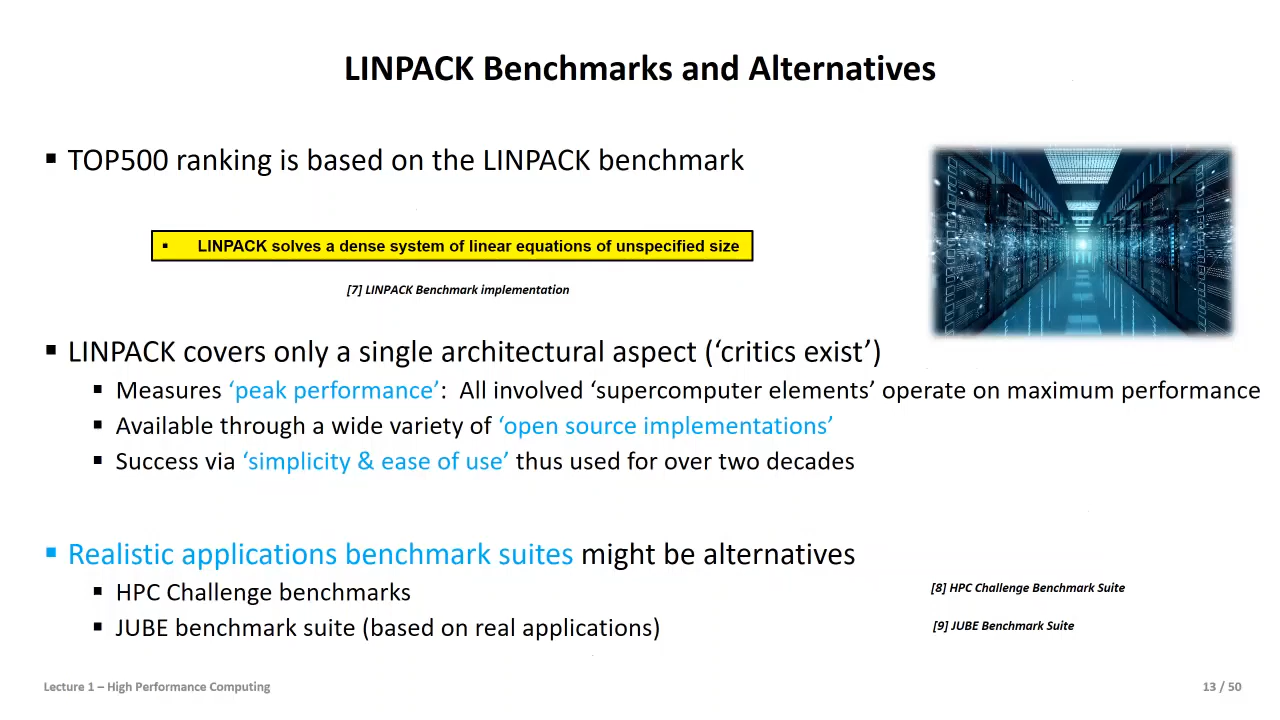 LINPACK Benchmarks and Alternatives
▪ TOP500 ranking is based on the LINPACK benchmark
▪ LINPACK solves a dense system of linear equations of unspecified size
[7] LINPACK Benchmark implementation
▪ LINPACK covers only a single architectural aspect (‘critics exist’)
▪ Measures ‘peak performance’: All involved ‘supercomputer elements’ operate on maximum performance
▪ Available through a wide variety of ‘open source implementations’
▪ Success via ‘simplicity & ease of use’ thus used for over two decades
▪ Realistic applications benchmark suites might be alternatives
▪ HPC Challenge benchmarks
[8] HPC Challenge Benchmark Suite
▪ JUBE benchmark suite (based on real applications)
[9] JUBE Benchmark Suite
Lecture 1 – High Performance Computing
13 / 50